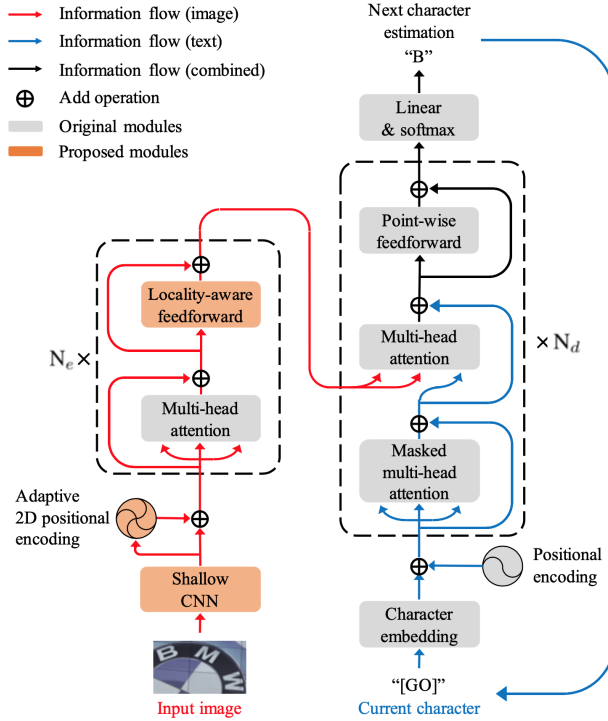 Information flow (image)
Information flow (text)
Information flow (combined)
Add operation
Original modules
Proposed modules
Next character
estimation
“B”
Linear
& softmax
Point-wise
feedforward
Multi-head
attention
× N_d
Masked
multi-head
attention
Positional
encoding
Character
embedding
“[GO]”
Current character
Locality-aware
feedforward
N_e ×
Multi-head
attention
Adaptive
2D positional
encoding
Shallow
CNN
BMW
Input image